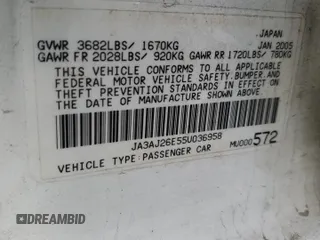 JAPAN
GVWR 3682LBS/ 1670KG JAN 2005
GAWR FR 2028LBS/ 920KG GAWR RR 1720LBS/ 780KG
THIS VEHICLE CONFORMS TO ALL APPLICABLE
FEDERAL MOTOR VEHICLE SAFETY,BUMPER,AND
THEFT PREVENTION STANDARDS IN EFFECT ON
THE DATE OF MANUFACTURE SHOWN ABOVE.
JA3AJ26E55U036958 MU000572
VEHICLE TYPE:PASSENGER CAR
© DREAMBID